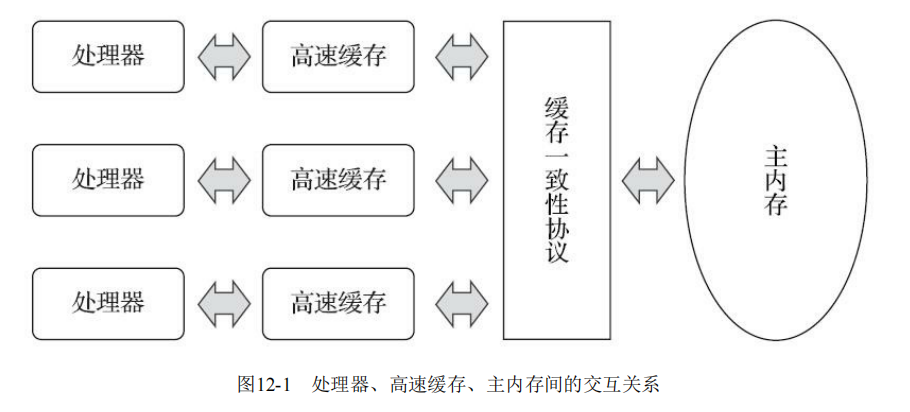 处理器
高速缓存
处理器
高速缓存
处理器
高速缓存
缓存一致性协议
主内存
图12-1 处理器、高速缓存、主内存间的交互关系